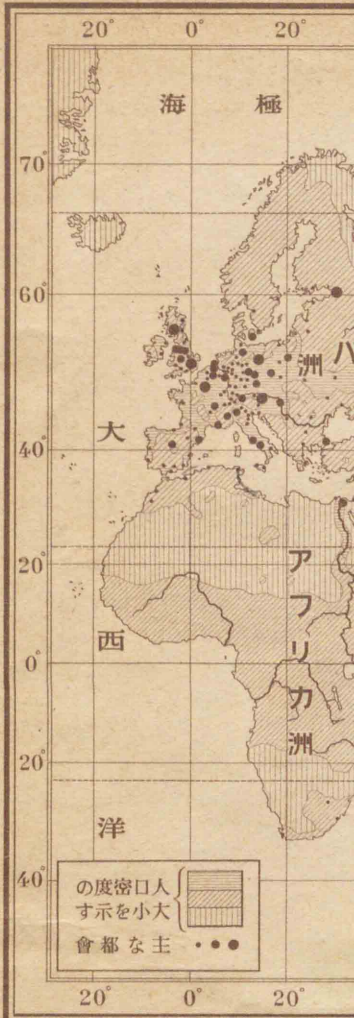 20° 0° 20°
海 極
70°
60°
洲 ハ
大
40°
20°
アフリカ洲
西
0°
20°
洋
人口密度の
大小を示す
主な都會
40°
20° 0° 20°